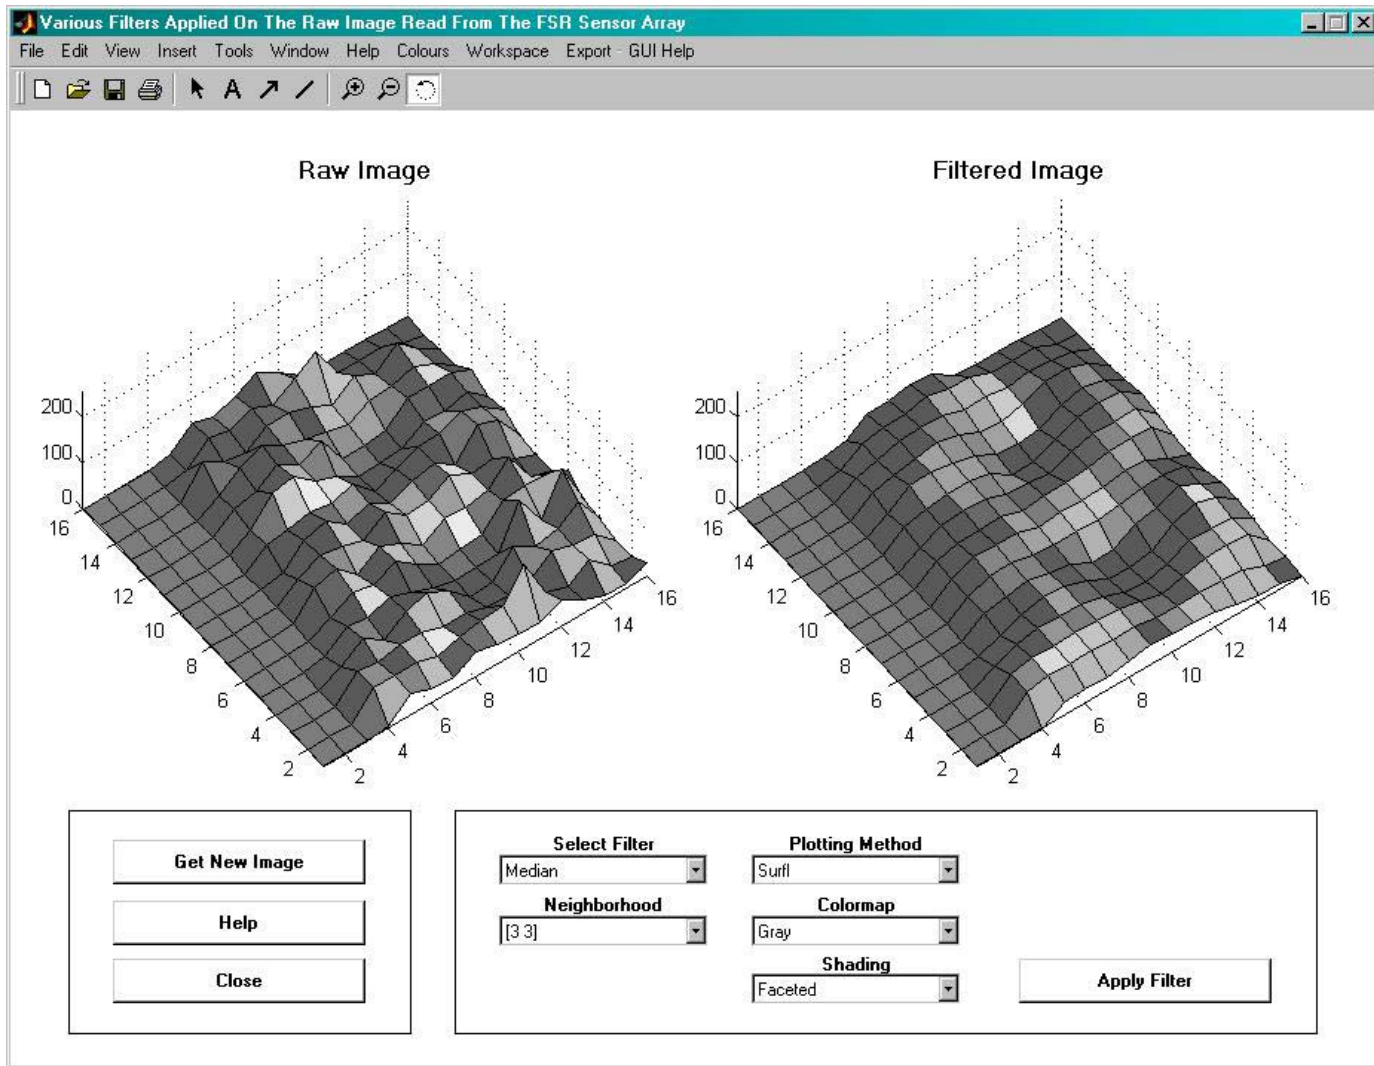 Various Filters Applied On The Raw Image Read From The FSR Sensor Array
File Edit View Insert Tools Window Help Colours Workspace Export - GUI Help
A
Raw Image
Filtered Image
200
100
0
16
14
12
10
8
6
4
2
2
4
6
8
10
12
14
16
200
100
0
16
14
12
10
8
6
4
2
2
4
6
8
10
12
14
16
Get New Image
Help
Close
Select Filter
Median
Neighborhood
[3 3]
Plotting Method
Surfl
Colormap
Gray
Shading
Faceted
Apply Filter